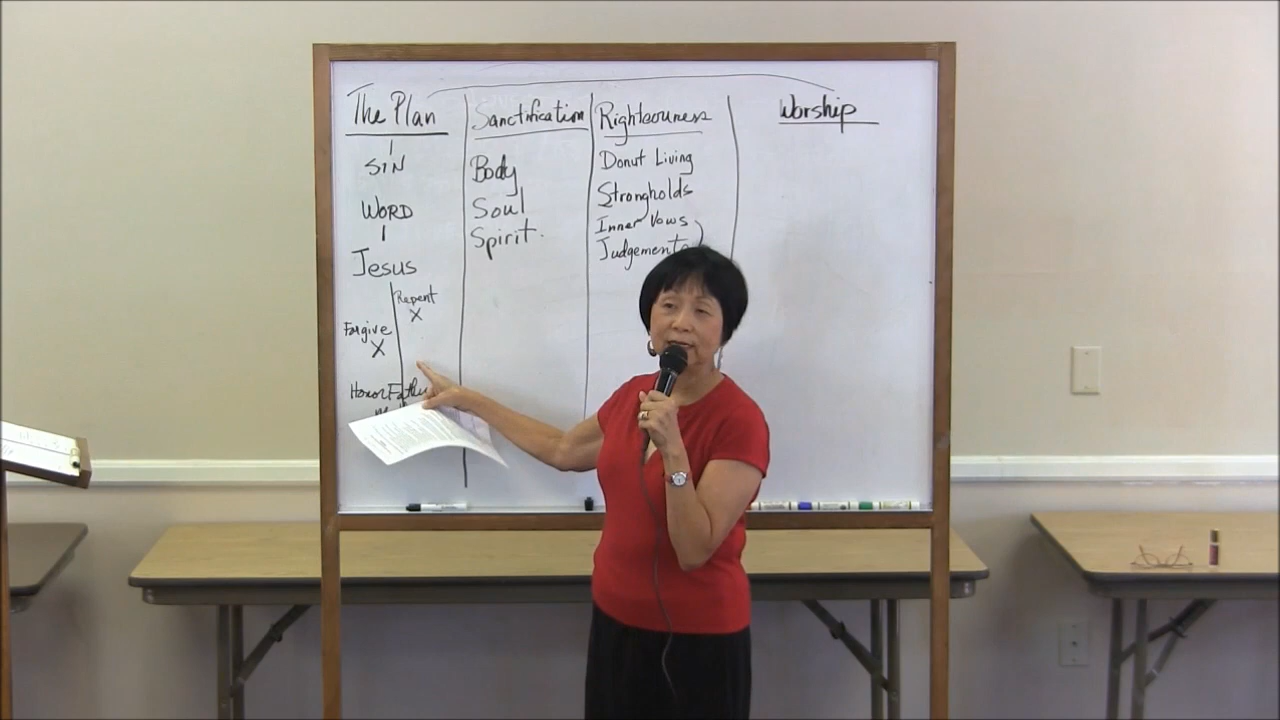 The Plan
SIN
WORD
Jesus
Repent
X
Forgive
X
Honor Father
Sanctification
Body
Soul
Spirit.
Righteousness
Donut Living
Strongholds
Inner Vows
Judgements
Worship